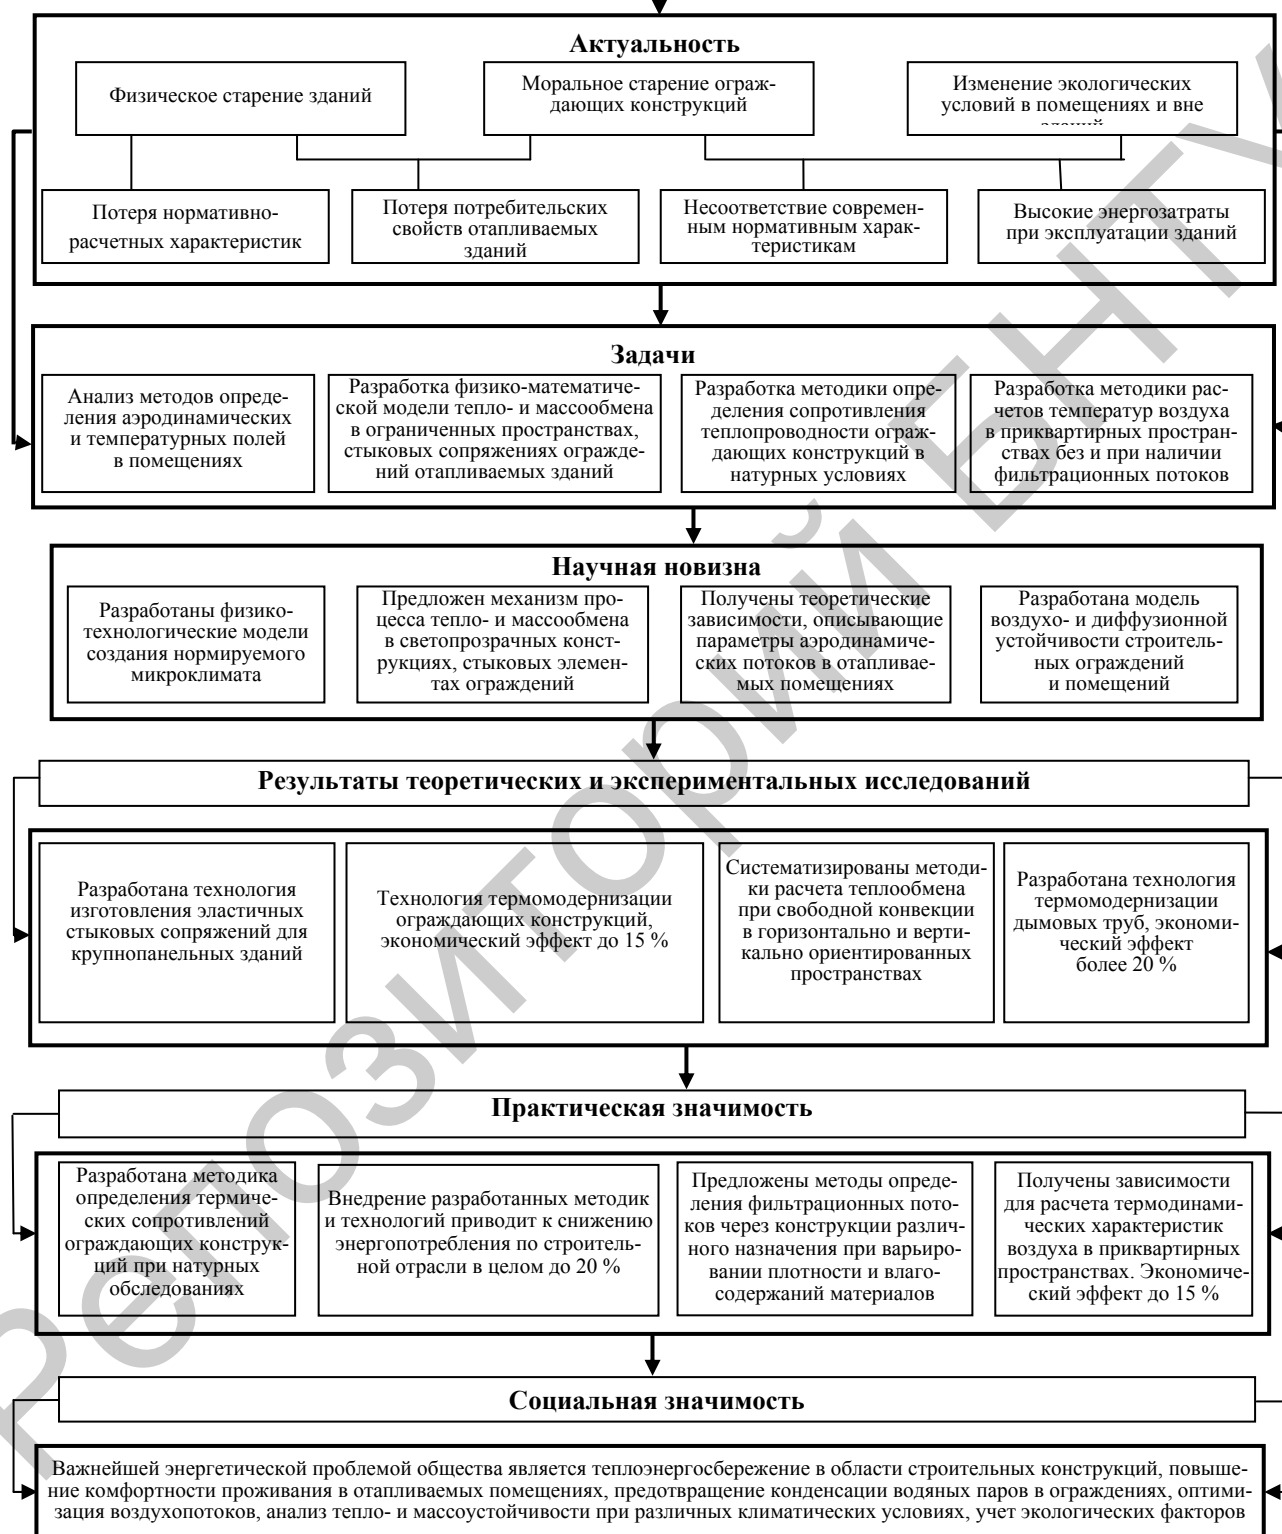 Актуальность
Физическое старение зданий
Моральное старение ограж-
дающих конструкций
Изменение экологических
условий в помещениях и вне
зданий
Потеря нормативно-
расчетных характеристик
Потеря потребительских
свойств отапливаемых
зданий
Несоответствие современ-
ным нормативным харак-
теристикам
Высокие энергозатраты
при эксплуатации зданий
Задачи
Анализ методов опреде-
ления аэродинамических
и температурных полей
в помещениях
Разработка физико-математиче-
ской модели тепло- и массообмена
в ограниченных пространствах,
стыковых сопряжениях огражде-
ний отапливаемых зданий
Разработка методики опре-
деления сопротивления
теплопроводности ограж-
дающих конструкций в
натурных условиях
Разработка методики рас-
четов температур воздуха
в приквартирных простран-
ствах без и при наличии
фильтрационных потоков
Научная новизна
Разработаны физико-
технологические модели
создания нормируемого
микроклимата
Предложен механизм про-
цесса тепло- и массообмена
в светопрозрачных конст-
рукциях, стыковых элемен-
тах ограждений
Получены теоретические
зависимости, описывающие
параметры аэродинамиче-
ских потоков в отапливае-
мых помещениях
Разработана модель
воздухо- и диффузионной
устойчивости строитель-
ных ограждений
и помещений
Результаты теоретических и экспериментальных исследований
Разработана технология
изготовления эластичных
стыковых сопряжений для
крупнопанельных зданий
Технология термомодернизации
ограждающих конструкций,
экономический эффект до 15 %
Систематизированы методи-
ки расчета теплообмена
при свободной конвекции
в горизонтально и верти-
кально ориентированных
пространствах
Разработана технология
термомодернизации
дымовых труб, экономи-
ческий эффект
более 20 %
Практическая значимость
Разработана методика
определения термиче-
ских сопротивлений
ограждающих конструк-
ций при натурных
обследованиях
Внедрение разработанных методик
и технологий приводит к снижению
энергопотребления по строитель-
ной отрасли в целом до 20 %
Предложены методы опреде-
ления фильтрационных пото-
ков через конструкции различ-
ного назначения при варьиро-
вании плотности и влаго-
содержаний материалов
Получены зависимости
для расчета термодинами-
ческих характеристик
воздуха в приквартирных
пространствах. Экономиче-
ский эффект до 15 %
Социальная значимость
Важнейшей энергетической проблемой общества является теплоэнергосбережение в области строительных конструкций, повыше-
ние комфортности проживания в отапливаемых помещениях, предотвращение конденсации водяных паров в ограждениях, оптими-
зация воздухопотоков, анализ тепло- и массоустойчивости при различных климатических условиях, учет экологических факторов
Репозиторий БНТУ